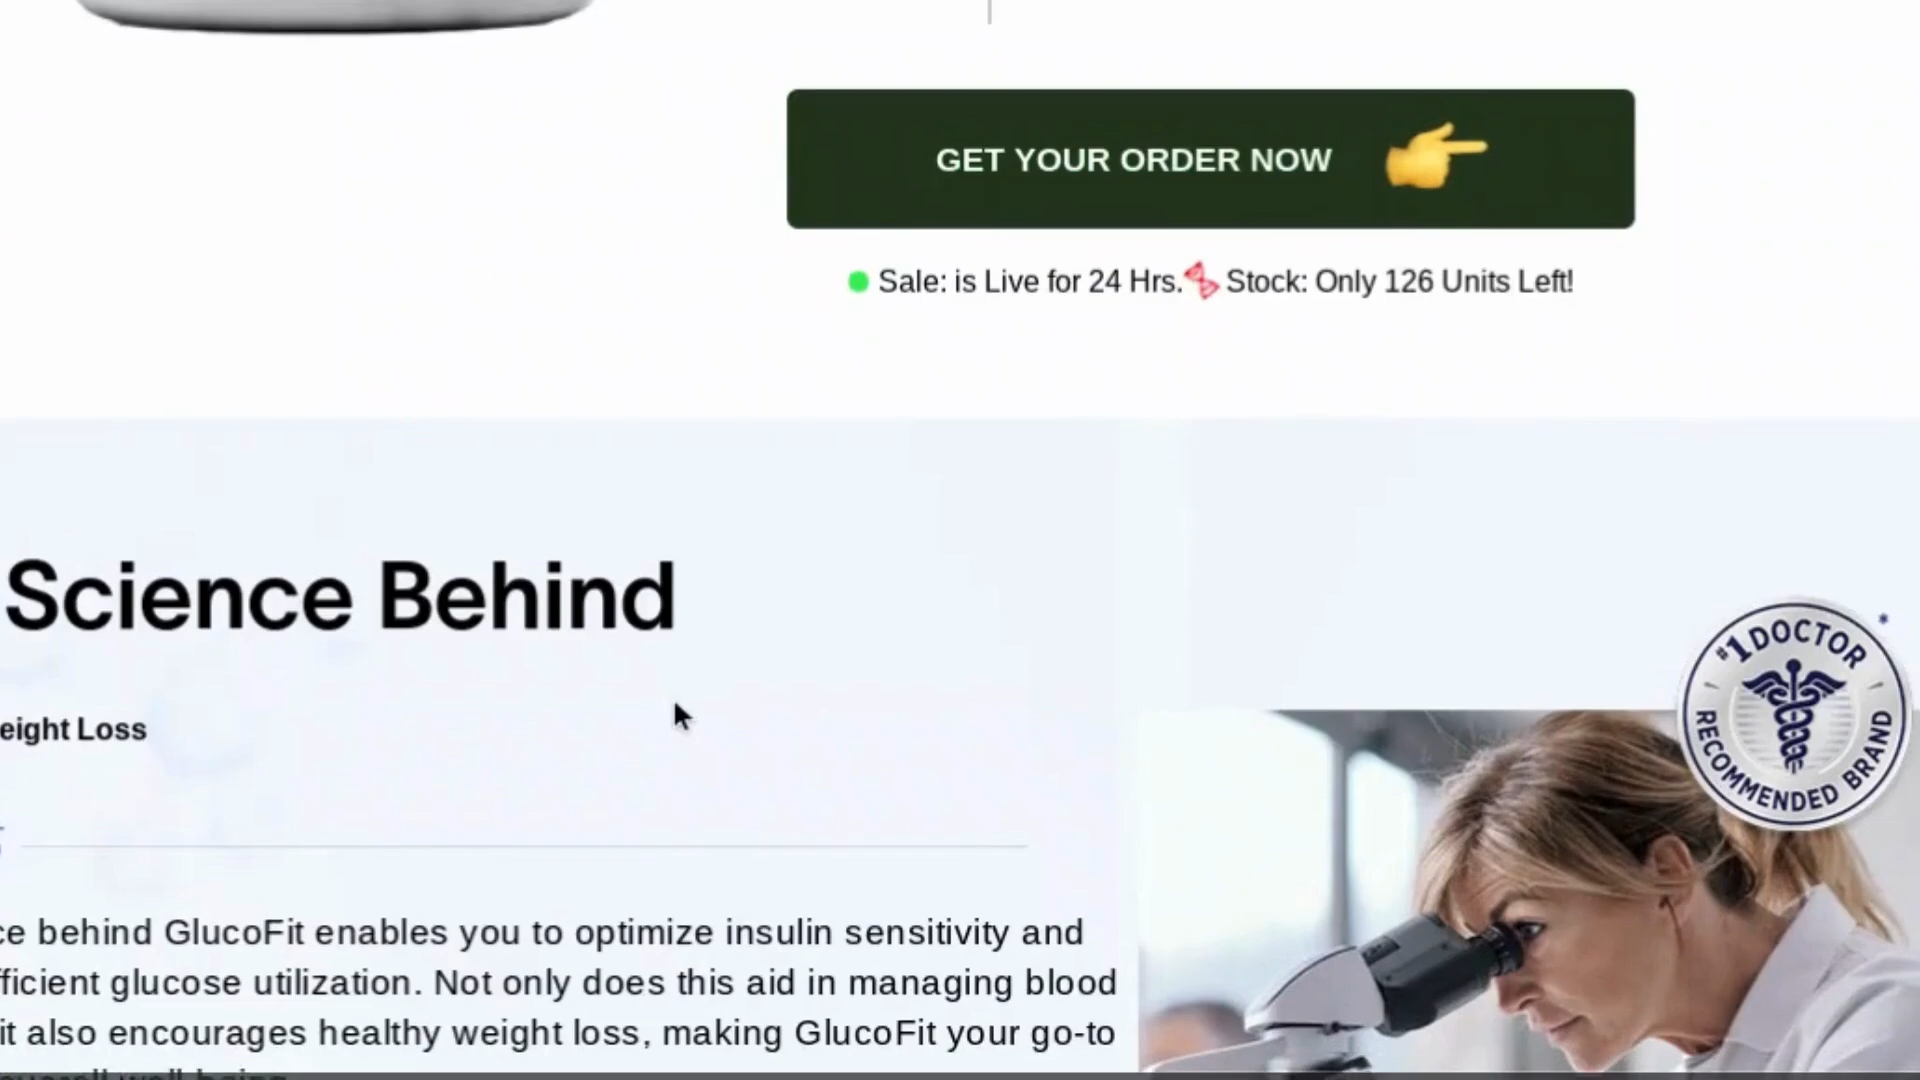 GET YOUR ORDER NOW
Sale: is Live for 24 Hrs. Stock: Only 126 Units Left!
Science Behind
#1 DOCTOR
RECOMMENDED BRAND
eight Loss
ce behind GlucoFit enables you to optimize insulin sensitivity and
fficient glucose utilization. Not only does this aid in managing blood
it also encourages healthy weight loss, making GlucoFit your go-to